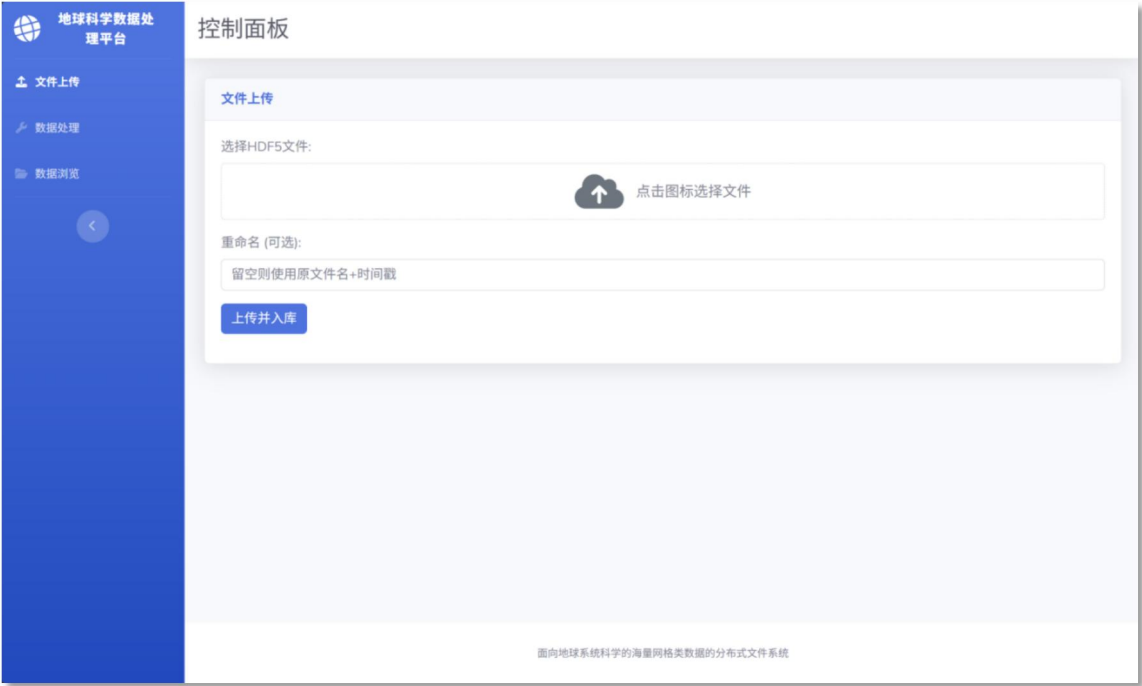 地球科学数据处
理平台
控制面板
文件上传
数据处理
数据浏览
文件上传
选择HDF5文件:
点击图标选择文件
重命名 (可选):
留空则使用原文件名+时间戳
上传并入库
面向地球系统科学的海量网格类数据的分布式文件系统